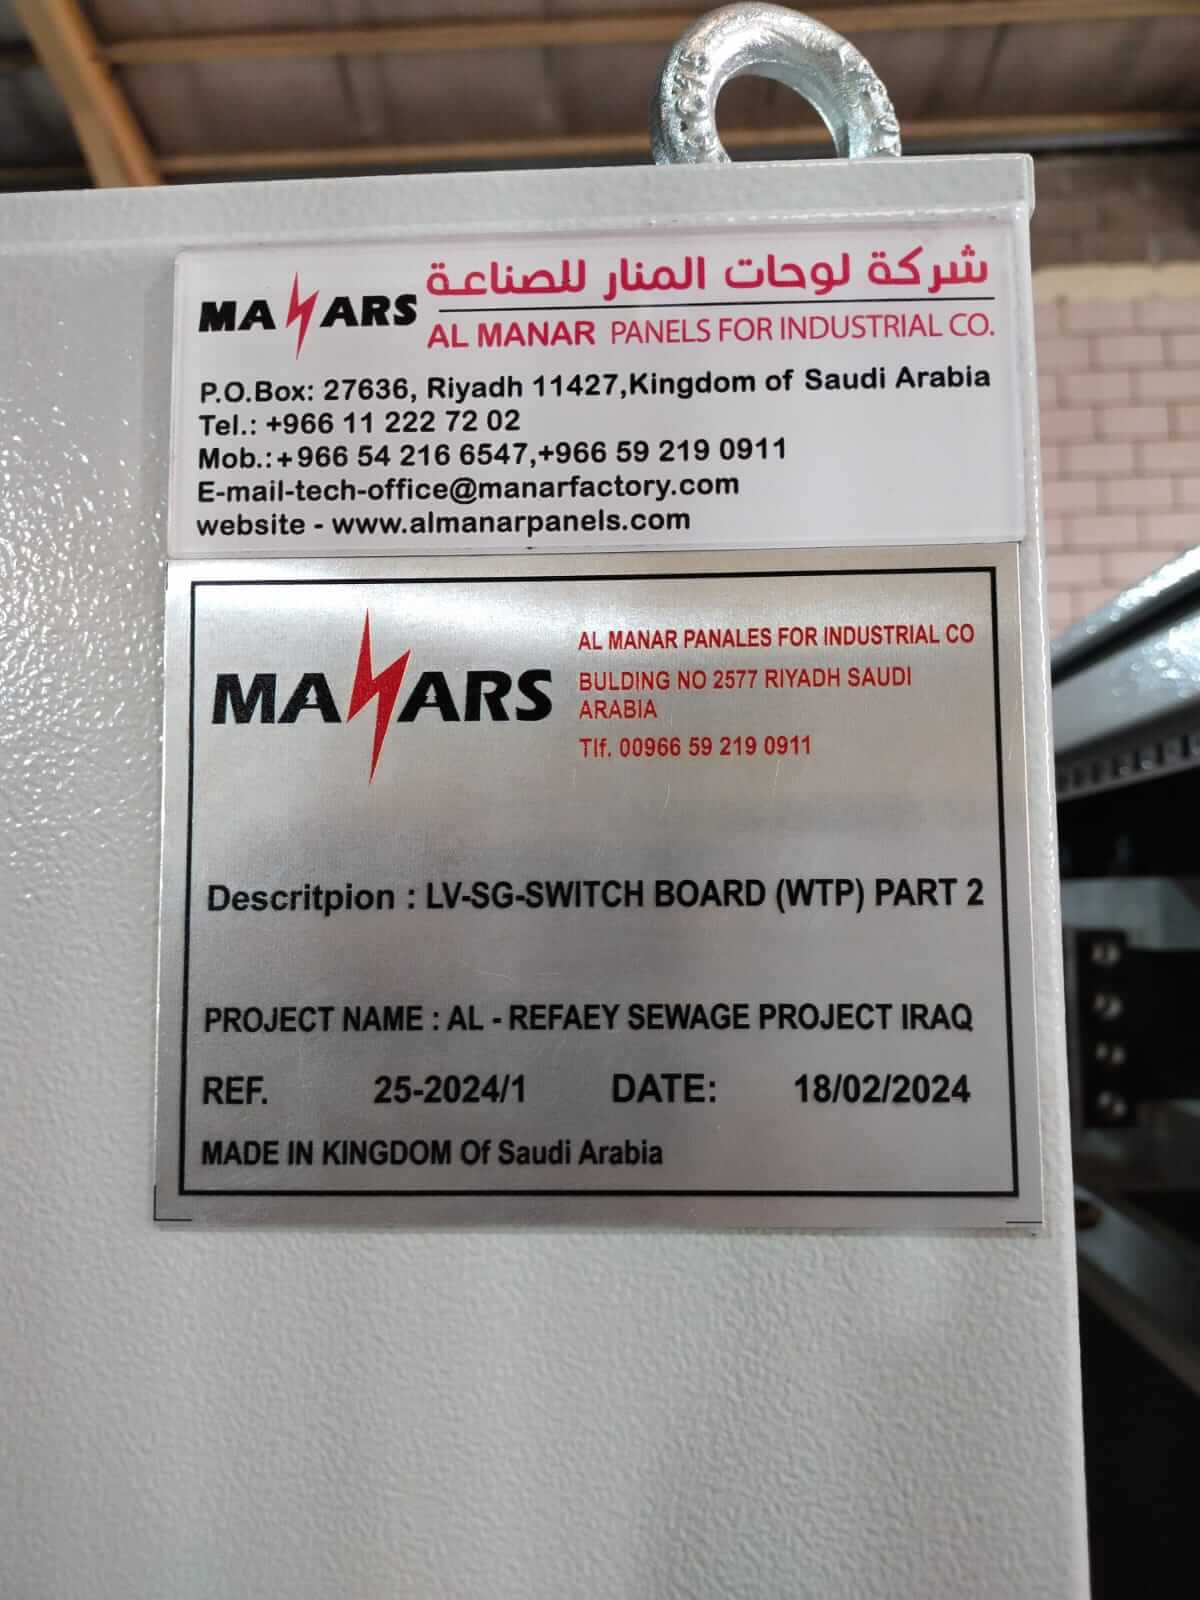 MANARS
شركة لوحات المنار للصناعة
AL MANAR PANELS FOR INDUSTRIAL CO.
P.O.Box: 27636, Riyadh 11427,Kingdom of Saudi Arabia
Tel.: +966 11 222 72 02
Mob.:+966 54 216 6547,+966 59 219 0911
E-mail-tech-office@manarfactory.com
website - www.almanarpanels.com
MANARS
AL MANAR PANALES FOR INDUSTRIAL CO
BULDING NO 2577 RIYADH SAUDI
ARABIA
Tlf. 00966 59 219 0911
Descritpion : LV-SG-SWITCH BOARD (WTP) PART 2
PROJECT NAME : AL - REFAEY SEWAGE PROJECT IRAQ
REF. 25-2024/1 DATE: 18/02/2024
MADE IN KINGDOM Of Saudi Arabia